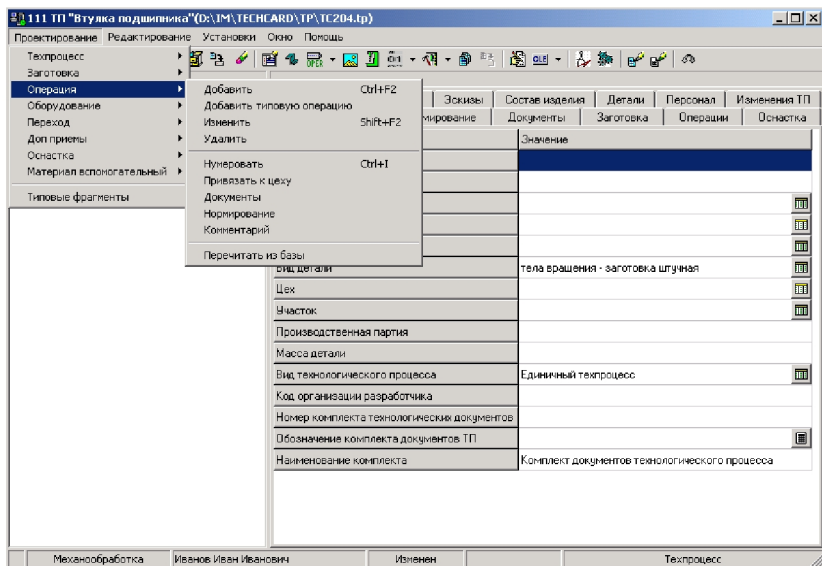 111 ТП "Втулка подшипника"(D:\IM\TECHCARD\TP\TC204.tp)
Проектирование Редактирование Установки Окно Помощь
Техпроцесс
Заготовка
Операция
Оборудование
Переход
Доп приемы
Оснастка
Материал вспомогательный
Типовые фрагменты
Добавить Ctrl+F2
Добавить типовую операцию
Изменить Shift+F2
Удалить
Нумеровать Ctrl+I
Привязать к цеху
Документы
Нормирование
Комментарий
Перечитать из базы
OPER
OLE
Эскизы Состав изделия Детали Персонал Изменения ТП
мирование Документы Заготовка Операции Оснастка
Значение
Вид детали тела вращения - заготовка штучная
Цех
Участок
Производственная партия
Масса детали
Вид технологического процесса Единичный техпроцесс
Код организации разработчика
Номер комплекта технологических документов
Обозначение комплекта документов ТП
Наименование комплекта Комплект документов технологического процесса
Механообработка Иванов Иван Иванович Изменен Техпроцесс